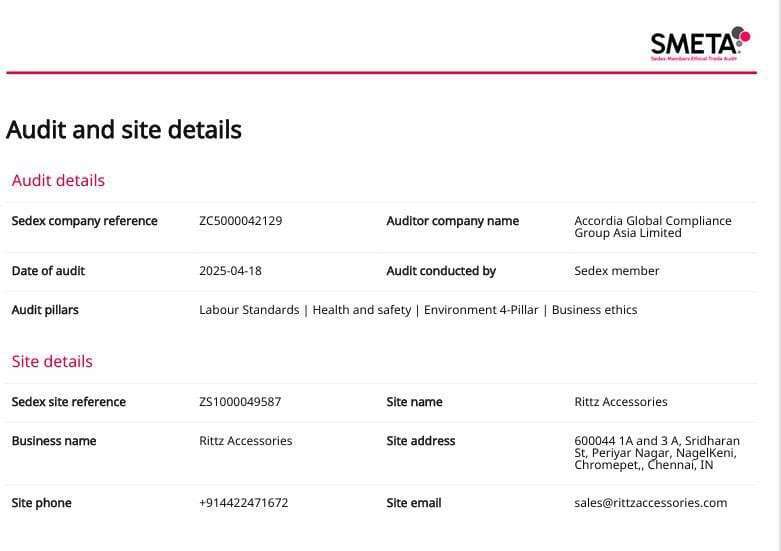 SMETA
Sedex Members Ethical Trade Audit
Audit and site details
Audit details
Sedex company reference ZC5000042129 Auditor company name Accordia Global Compliance
Group Asia Limited
Date of audit 2025-04-18 Audit conducted by Sedex member
Audit pillars Labour Standards | Health and safety | Environment 4-Pillar | Business ethics
Site details
Sedex site reference ZS1000049587 Site name Rittz Accessories
Business name Rittz Accessories Site address 600044 1A and 3 A, Sridharan
St, Periyar Nagar, NagelKeni,
Chromepet,, Chennai, IN
Site phone +914422471672 Site email sales@rittzaccessories.com